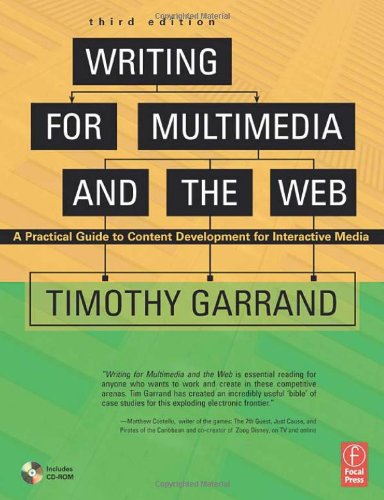 third edition
WRITING
FOR MULTIMEDIA
AND THE WEB
A Practical Guide to Content Development for Interactive Media
TIMOTHY GARRAND
"Writing for Multimedia and the Web is essential reading for
anyone who wants to work and create in these competitive
arenas. Tim Garrand has created an incredibly useful 'bible' of
case studies for this exploding electronic frontier."
—Matthew Costello, writer of the games: The 7th Guest, Just Cause, and
Pirates of the Caribbean and co-creator of Zoog Disney, on TV and online
Includes
CD-ROM
Focal
Press
Copyrighted Material
Copyrighted Material